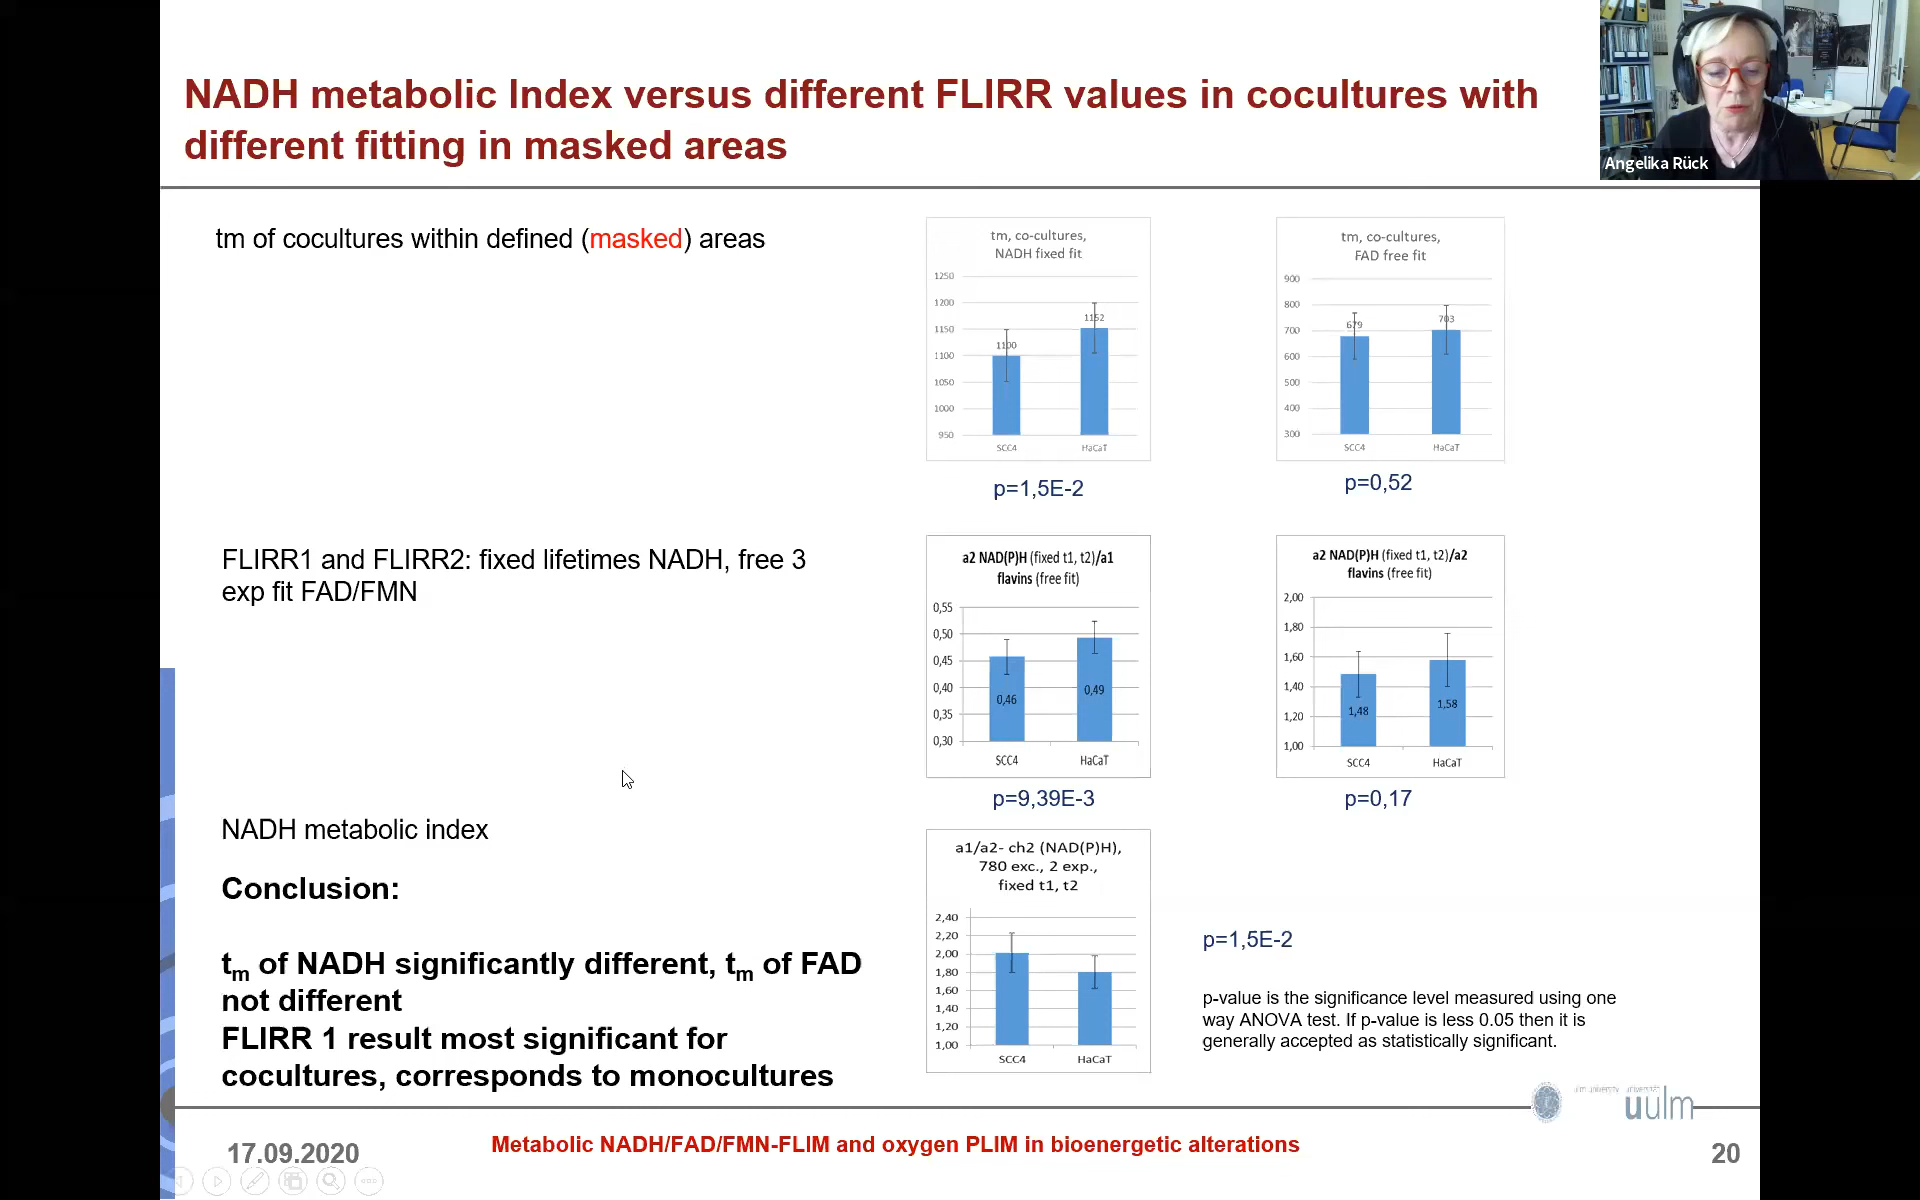 NADH metabolic Index versus different FLIRR values in cocultures with
different fitting in masked areas
Angelika Rück
tm of cocultures within defined (masked) areas
tm, co-cultures,
NADH fixed fit
1250
1200
1150
1100
1050
1000
950
1100
1152
SCC4
HaCaT
p=1,5E-2
tm, co-cultures,
FAD free fit
900
800
700
600
500
400
300
679
703
SCC4
HaCaT
p=0,52
FLIRR1 and FLIRR2: fixed lifetimes NADH, free 3
exp fit FAD/FMN
a2 NAD(P)H (fixed t1, t2)/a1
flavins (free fit)
0,55
0,50
0,45
0,40
0,35
0,30
0,46
0,49
SCC4
HaCaT
p=9,39E-3
a2 NAD(P)H (fixed t1, t2)/a2
flavins (free fit)
2,00
1,80
1,60
1,40
1,20
1,00
1,48
1,58
SCC4
HaCaT
p=0,17
NADH metabolic index
a1/a2- ch2 (NAD(P)H),
780 exc., 2 exp.,
fixed t1, t2
2,40
2,20
2,00
1,80
1,60
1,40
1,20
1,00
SCC4
HaCaT
p=1,5E-2
p-value is the significance level measured using one
way ANOVA test. If p-value is less 0.05 then it is
generally accepted as statistically significant.
Conclusion:
tm of NADH significantly different, tm of FAD
not different
FLIRR 1 result most significant for
cocultures, corresponds to monocultures
uulm
17.09.2020
Metabolic NADH/FAD/FMN-FLIM and oxygen PLIM in bioenergetic alterations
20